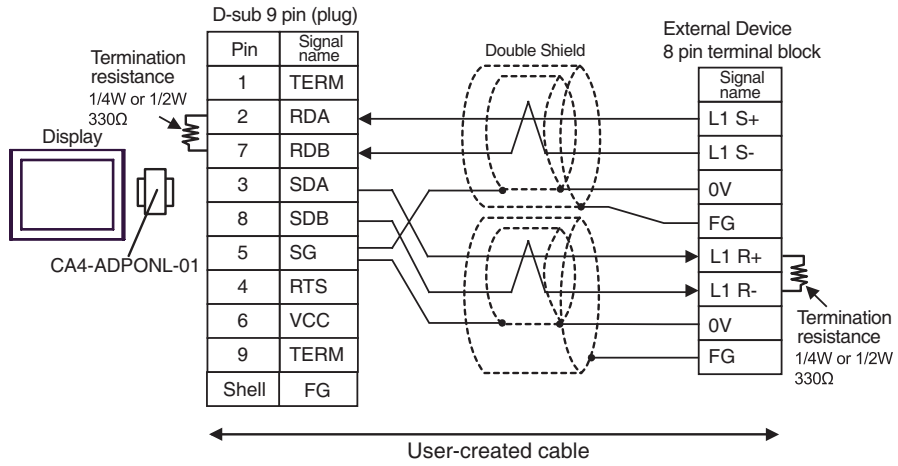 D-sub 9 pin (plug)
External Device
8 pin terminal block
Termination
resistance
1/4W or 1/2W
330Ω
Display
CA4-ADPONL-01
Pin Signal name
1 TERM
2 RDA
7 RDB
3 SDA
8 SDB
5 SG
4 RTS
6 VCC
9 TERM
Shell FG
Double Shield
Signal
name
L1 S+
L1 S-
0V
FG
L1 R+
L1 R-
0V
FG
Termination
resistance
1/4W or 1/2W
330Ω
User-created cable